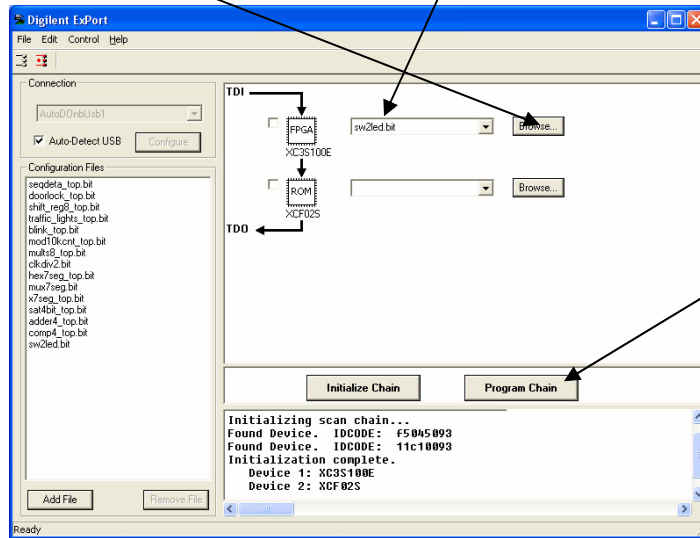 Digilent ExPort
File Edit Control Help
Connection
AutoDOnbUsb1
Auto-Detect USB
Configure
Configuration Files
seqdeta_top.bit
doorlock_top.bit
shift_reg8_top.bit
traffic_lights_top.bit
blink_top.bit
mod10kcnt_top.bit
mults8_top.bit
clkdiv2.bit
hex7seg_top.bit
mux7seg.bit
x7seg_top.bit
sat4bit_top.bit
adder4_top.bit
comp4_top.bit
sw2led.bit
Add File
Remove File
TDI
FPGA
sw2led.bit
Browse...
XC3S100E
ROM
Browse...
XCF02S
TDO
Initialize Chain
Program Chain
Initializing scan chain...
Found Device. IDCODE: f5045093
Found Device. IDCODE: 11c10093
Initialization complete.
Device 1: XC3S100E
Device 2: XCF02S
Ready